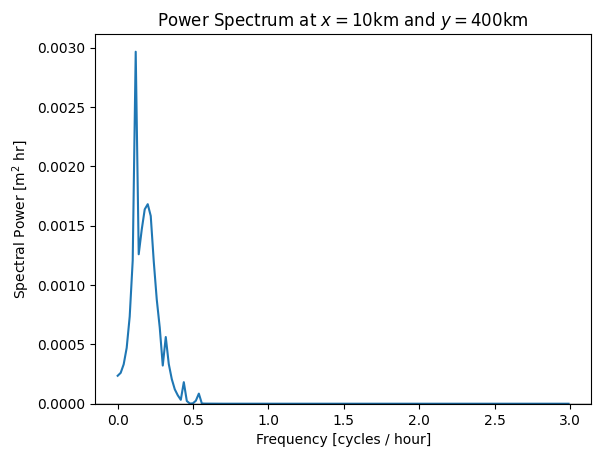 Power Spectrum at x = 10km and y = 400km
Spectral Power [m² hr]
0.0030
0.0025
0.0020
0.0015
0.0010
0.0005
0.0000
0.0 0.5 1.0 1.5 2.0 2.5 3.0
Frequency [cycles / hour]